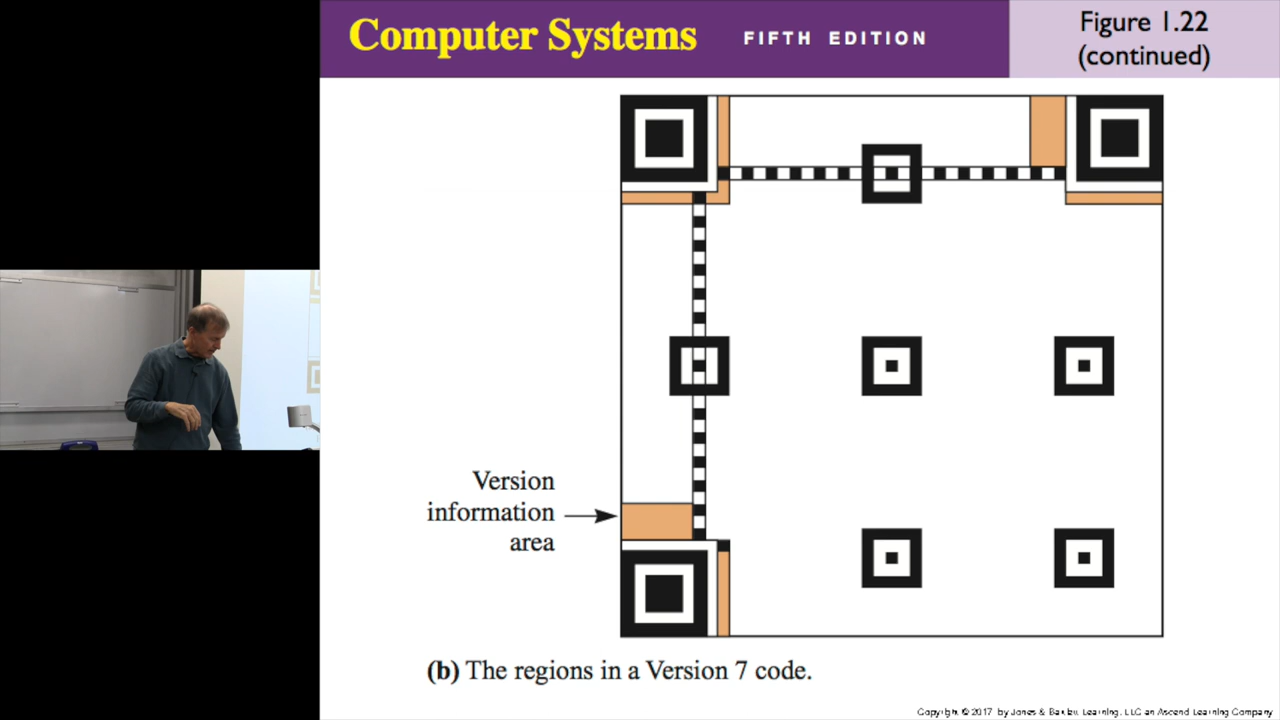 Computer Systems FIFTH EDITION
Figure 1.22
(continued)
Version
information
area
(b) The regions in a Version 7 code.
Copyright © 2017 by Jones & Bartlett Learning, LLC an Ascend Learning Company